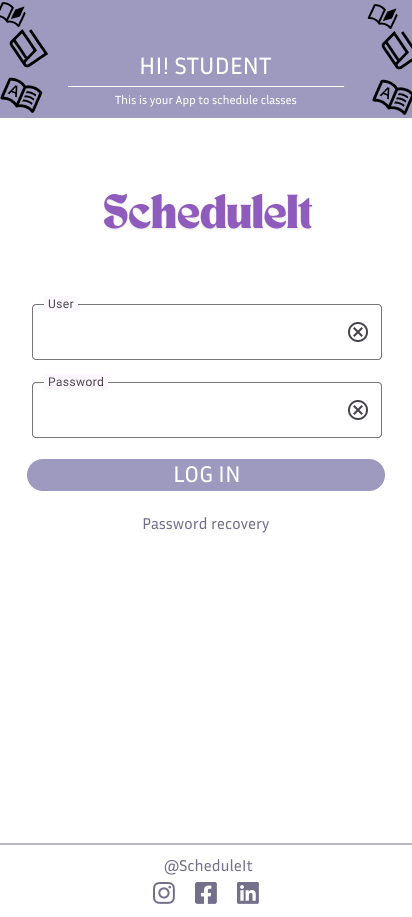 HI! STUDENT
This is your App to schedule classes
ScheduleIt
User
Password
LOG IN
Password recovery
@ScheduleIt